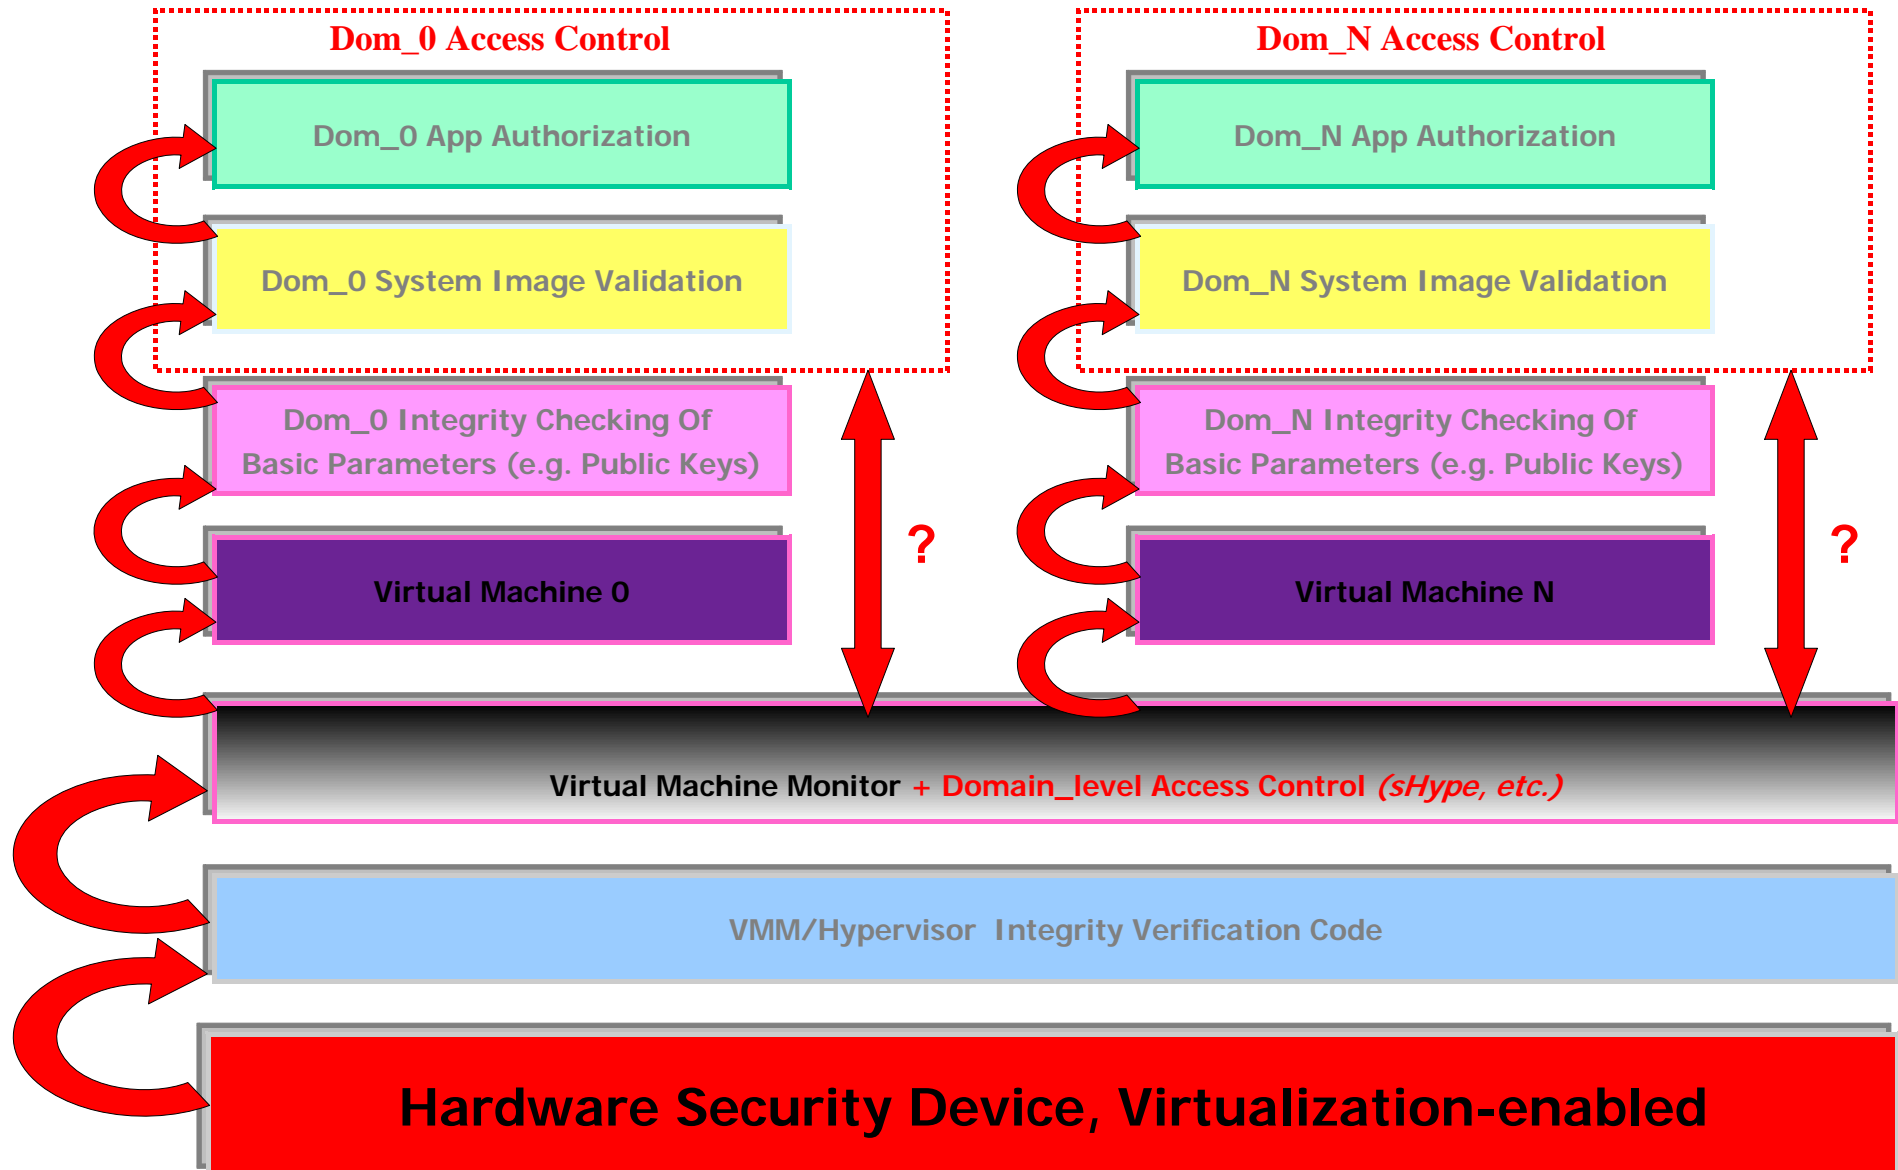 Dom_0 Access Control
Dom_0 App Authorization
Dom_0 System Image Validation
Dom_0 Integrity Checking Of
Basic Parameters (e.g. Public Keys)
?
Virtual Machine 0
Dom_N Access Control
Dom_N App Authorization
Dom_N System Image Validation
Dom_N Integrity Checking Of
Basic Parameters (e.g. Public Keys)
?
Virtual Machine N
Virtual Machine Monitor + Domain_level Access Control (sHype, etc.)
VMM/Hypervisor Integrity Verification Code
Hardware Security Device, Virtualization-enabled